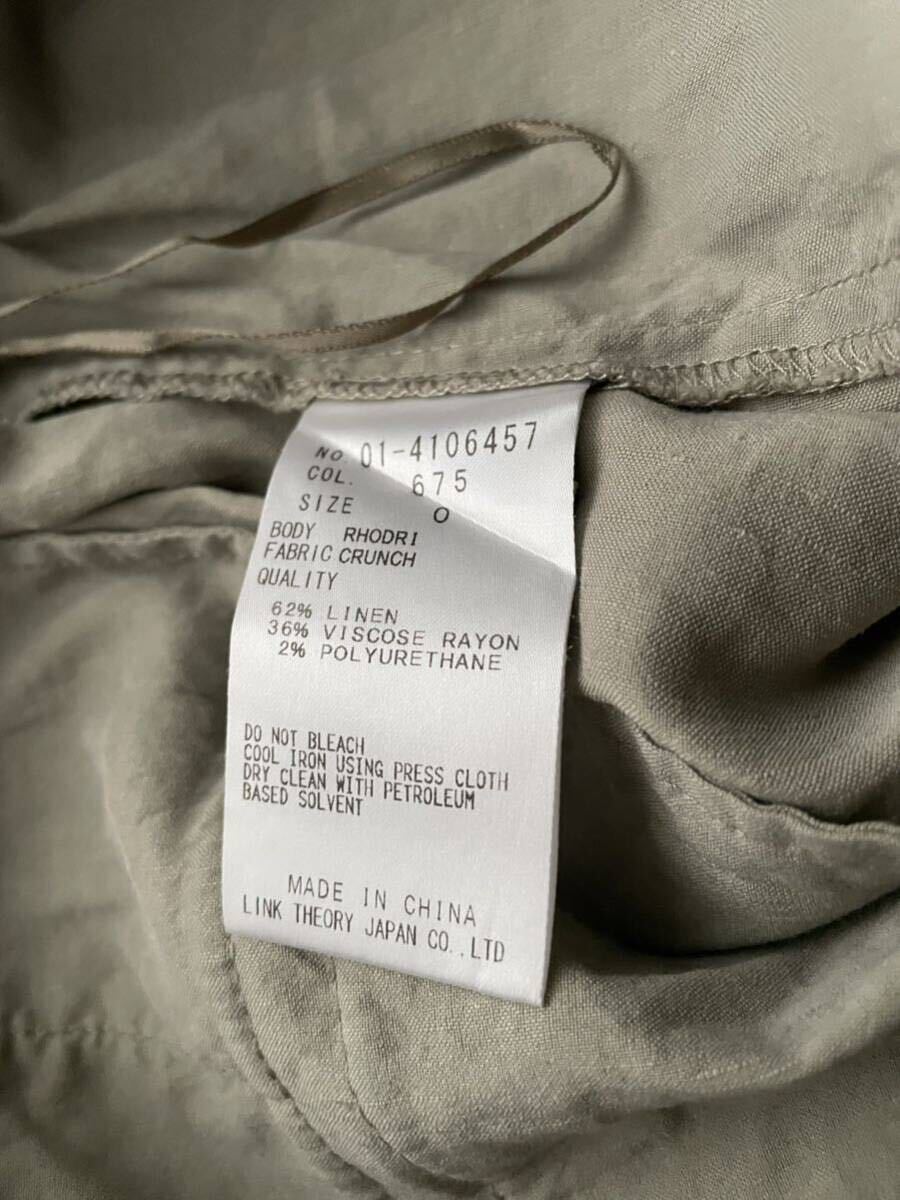 NO. 01-4106457
COL. 675
SIZE 0
BODY RHODRI
FABRIC CRUNCH
QUALITY
62% LINEN
36% VISCOSE RAYON
2% POLYURETHANE
DO NOT BLEACH
COOL IRON USING PRESS CLOTH
DRY CLEAN WITH PETROLEUM
BASED SOLVENT
MADE IN CHINA
LINK THEORY JAPAN CO.,LTD